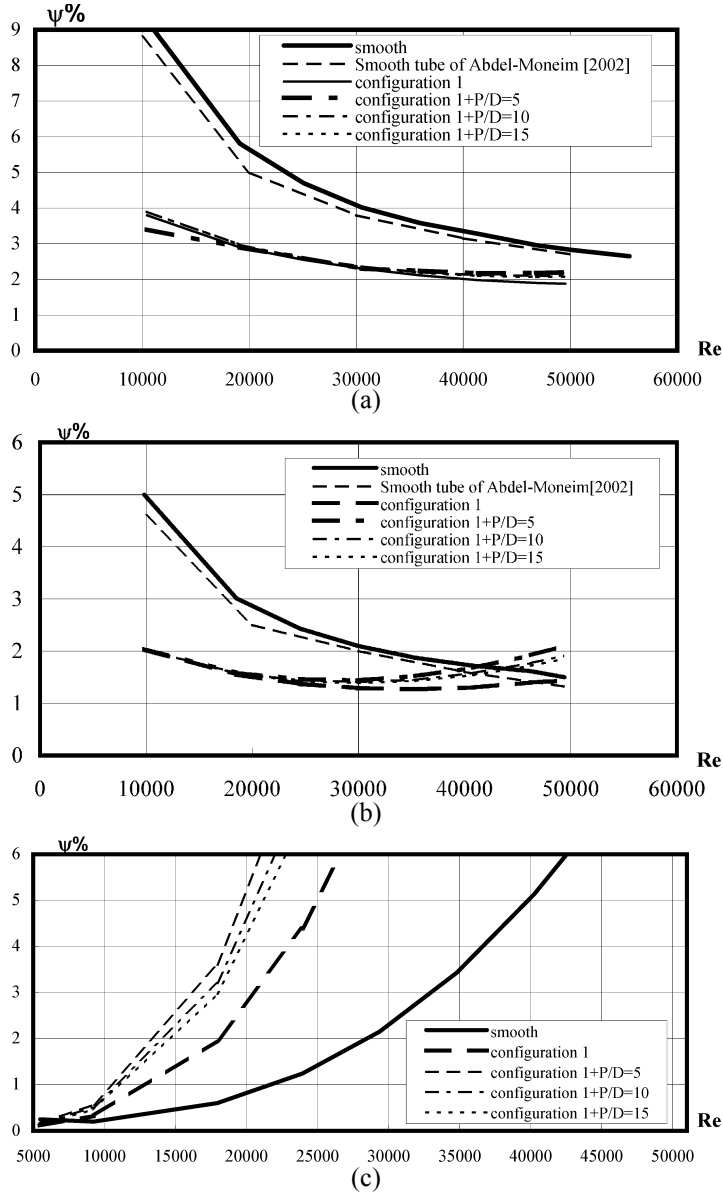 ψ%
9
8
7
6
5
4
3
2
1
0
smooth
Smooth tube of Abdel-Moneim [2002]
configuration 1
configuration 1+P/D=5
configuration 1+P/D=10
configuration 1+P/D=15
Re
0 10000 20000 30000 40000 50000 60000
(a)
ψ%
6
5
4
3
2
1
0
smooth
Smooth tube of Abdel-Moneim[2002]
configuration 1
configuration 1+P/D=5
configuration 1+P/D=10
configuration 1+P/D=15
Re
0 10000 20000 30000 40000 50000 60000
(b)
ψ%
6
5
4
3
2
1
0
smooth
configuration 1
configuration 1+P/D=5
configuration 1+P/D=10
configuration 1+P/D=15
Re
5000 10000 15000 20000 25000 30000 35000 40000 45000 50000
(c)